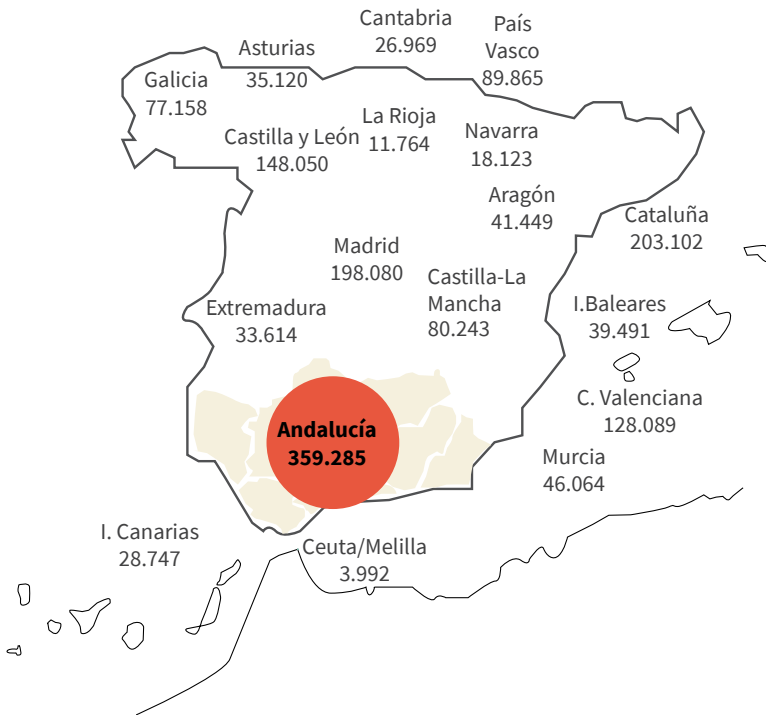 Cantabria
26.969
País
Vasco
89.865
Asturias
35.120
Galicia
77.158
La Rioja
11.764
Navarra
18.123
Castilla y León
148.050
Aragón
41.449
Cataluña
203.102
Madrid
198.080
Castilla-La
Mancha
80.243
I.Baleares
39.491
Extremadura
33.614
C. Valenciana
128.089
Andalucía
359.285
Murcia
46.064
I. Canarias
28.747
Ceuta/Melilla
3.992